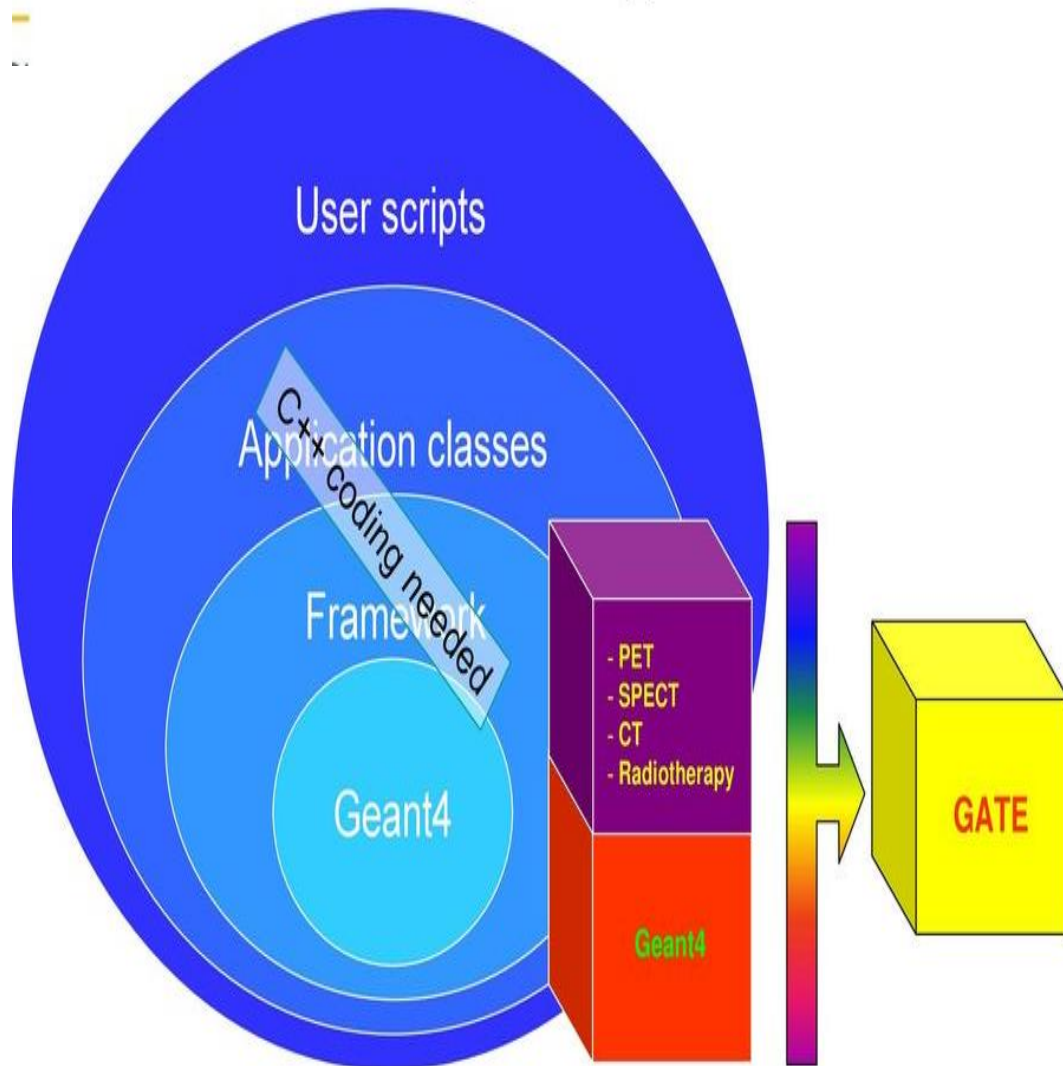 User scripts
Application classes
C++ coding needed
Framework
Geant4
- PET
- SPECT
- CT
- Radiotherapy
Geant4
GATE